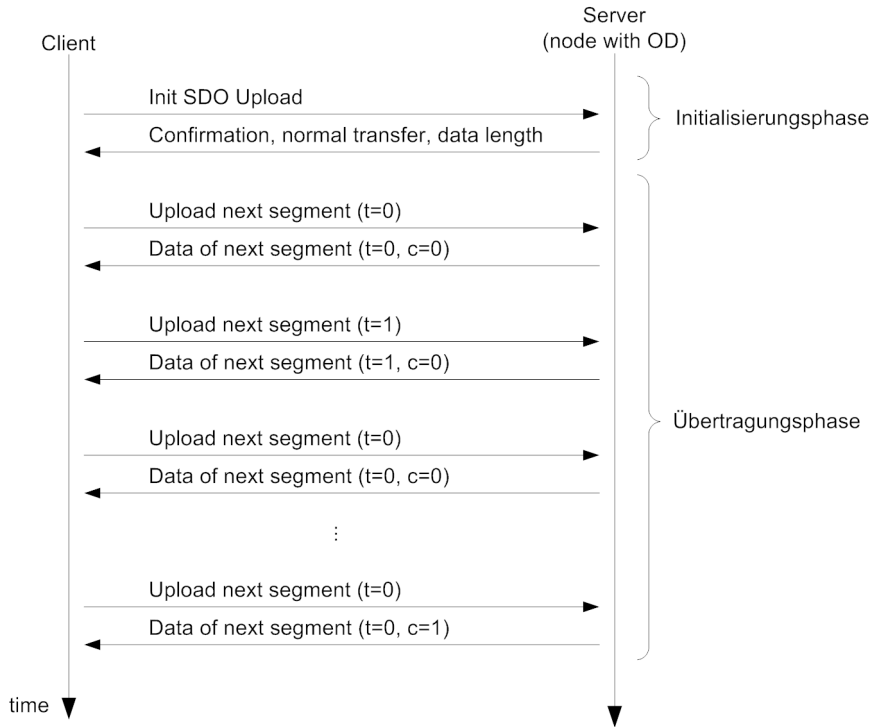 Client
Server
(node with OD)
Init SDO Upload
Confirmation, normal transfer, data length
Initialisierungsphase
Upload next segment (t=0)
Data of next segment (t=0, c=0)
Upload next segment (t=1)
Data of next segment (t=1, c=0)
Übertragungsphase
Upload next segment (t=0)
Data of next segment (t=0, c=0)
⋮
Upload next segment (t=0)
Data of next segment (t=0, c=1)
time